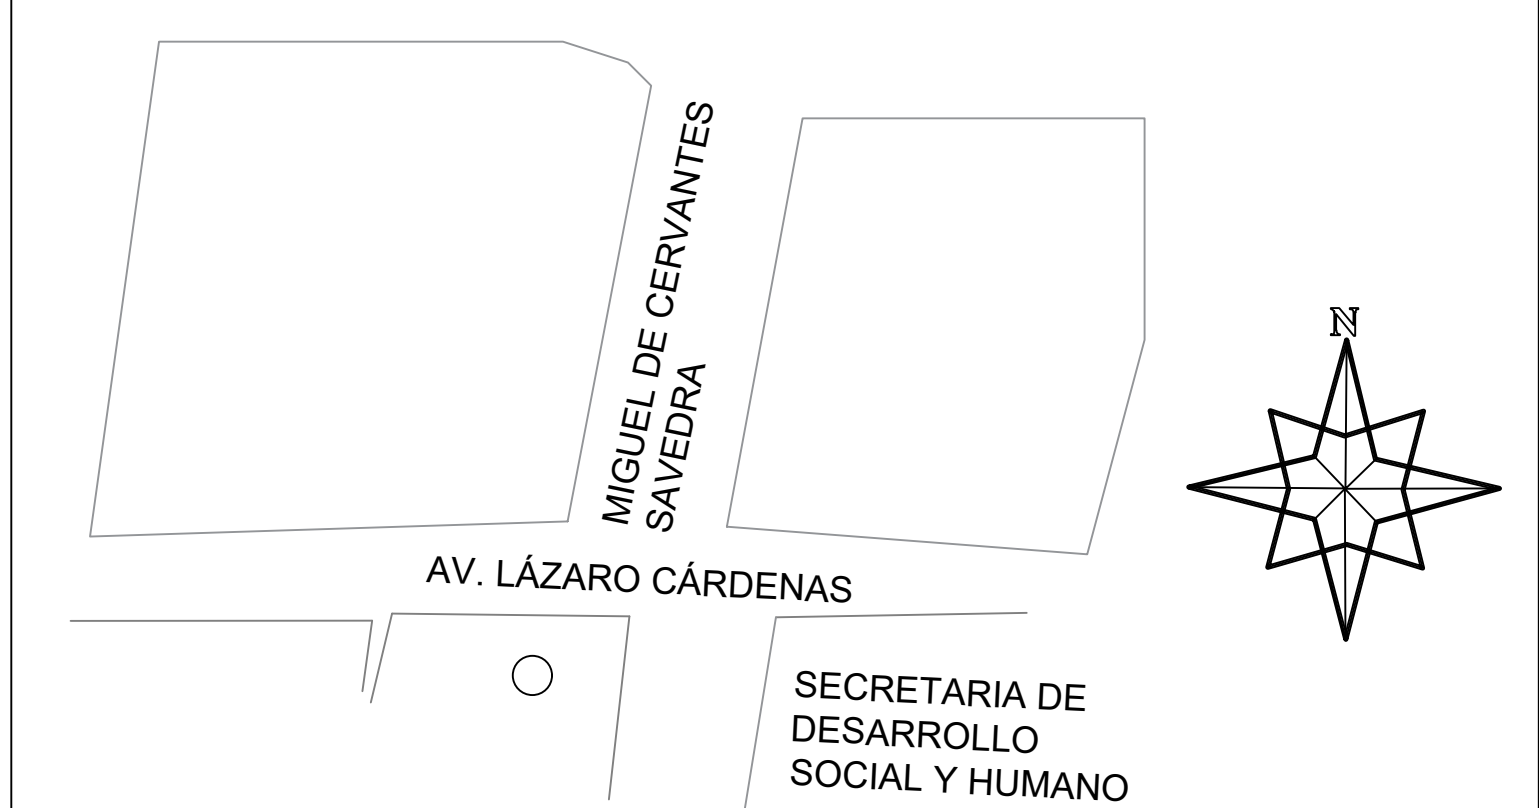 MIGUEL DE CERVANTES
SAVEDRA
N
AV. LÁZARO CÁRDENAS
SECRETARIA DE
DESARROLLO
SOCIAL Y HUMANO